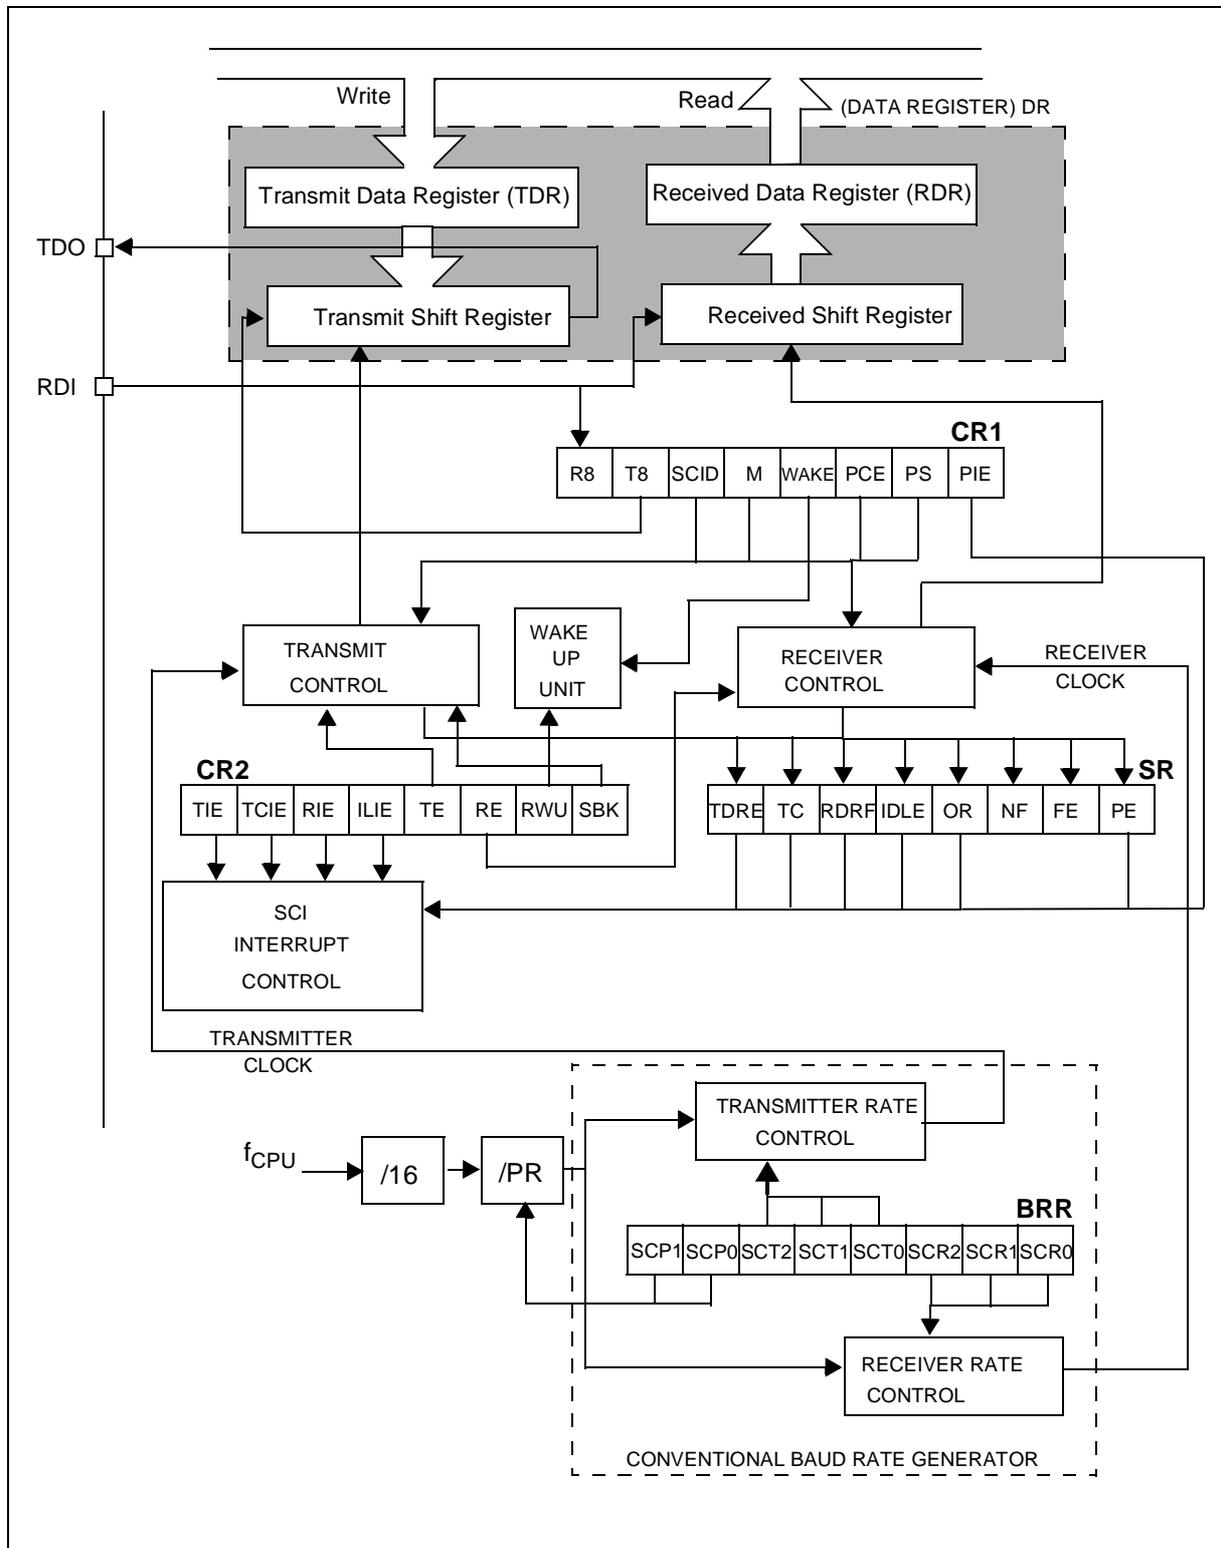 Write
Read
(DATA REGISTER) DR
Transmit Data Register (TDR)
Received Data Register (RDR)
TDO
Transmit Shift Register
Received Shift Register
RDI
CR1
R8 T8 SCID M WAKE PCE PS PIE
TRANSMIT
CONTROL
WAKE
UP
UNIT
RECEIVER
CONTROL
RECEIVER
CLOCK
CR2
TIE TCIE RIE ILIE TE RE RWU SBK
SR
TDRE TC RDRF IDLE OR NF FE PE
SCI
INTERRUPT
CONTROL
TRANSMITTER
CLOCK
TRANSMITTER RATE
CONTROL
fCPU
/16
/PR
BRR
SCP1 SCP0 SCT2 SCT1 SCT0 SCR2 SCR1 SCR0
RECEIVER RATE
CONTROL
CONVENTIONAL BAUD RATE GENERATOR